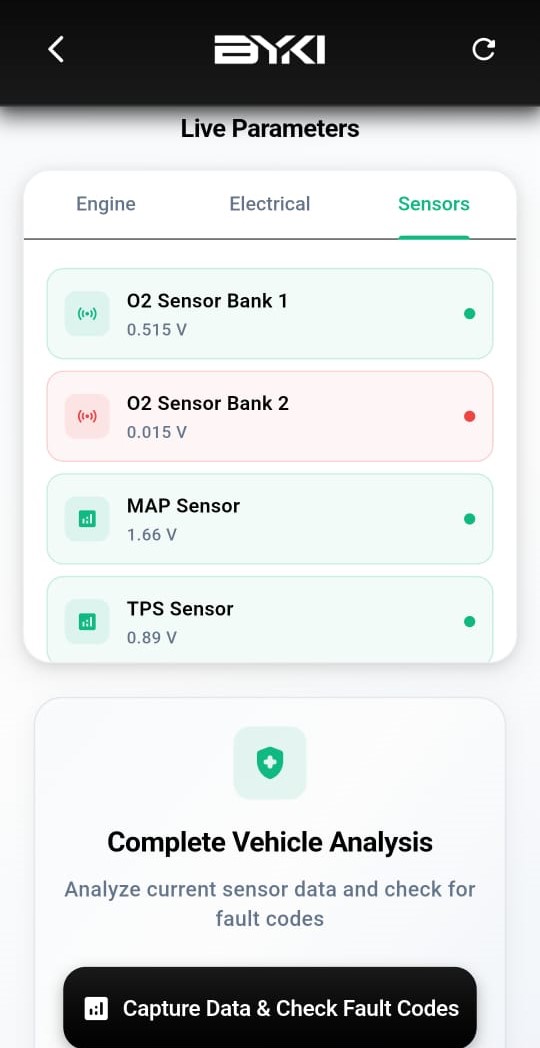 BYKI
Live Parameters
Engine Electrical Sensors
O2 Sensor Bank 1
0.515 V
O2 Sensor Bank 2
0.015 V
MAP Sensor
1.66 V
TPS Sensor
0.89 V
Complete Vehicle Analysis
Analyze current sensor data and check for
fault codes
Capture Data & Check Fault Codes